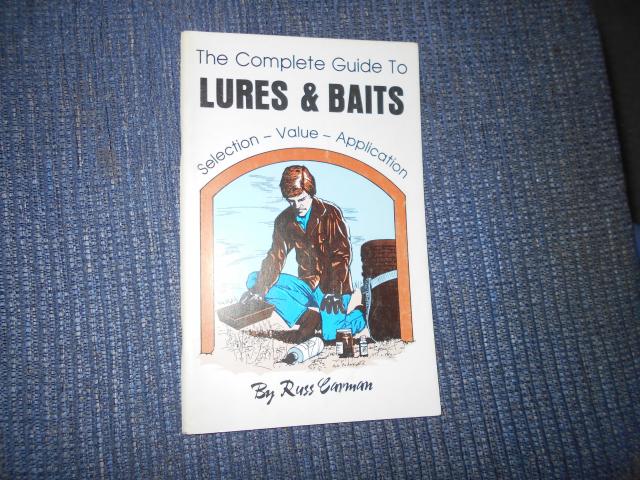 The Complete Guide To
LURES & BAITS
Selection – Value – Application
By Russ Carman